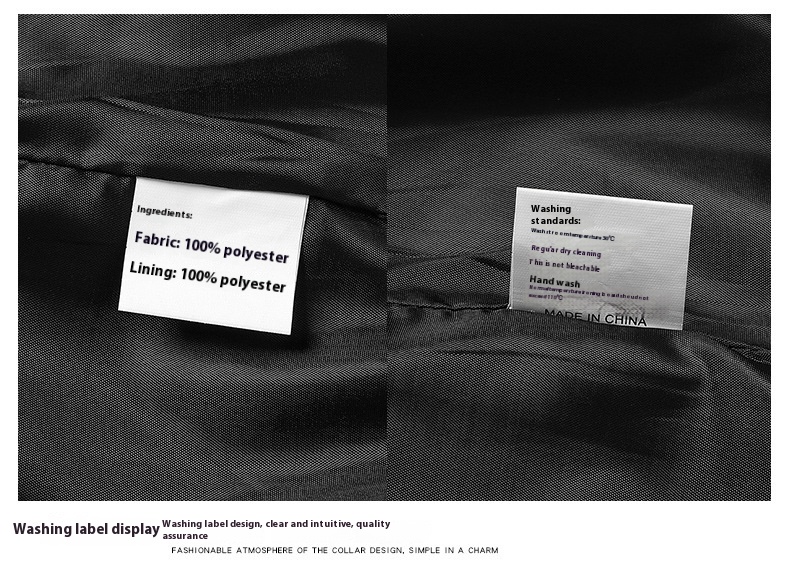 Ingredients:
Fabric: 100% polyester
Lining: 100% polyester
Washing
standards:
Regular dry cleaning
This is not bleachable
Hand wash
MADE IN CHINA
Washing label display
Washing label design, clear and intuitive, quality
assurance
FASHIONABLE ATMOSPHERE OF THE COLLAR DESIGN, SIMPLE IN A CHARM